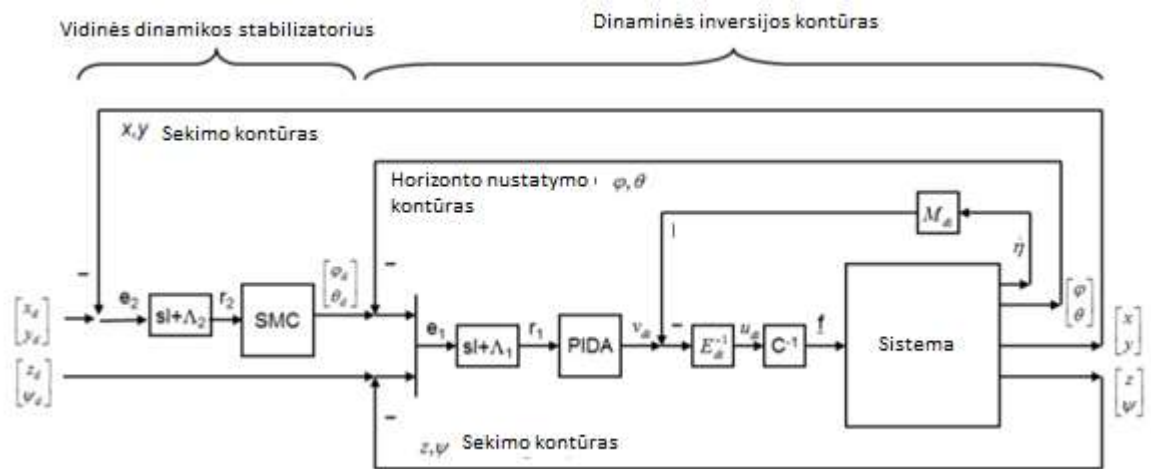 Vidinės dinamikos stabilizatorius
Dinaminės inversijos kontūras
x,y Sekimo kontūras
Horizonto nustatymo φ,θ
kontūras
M_di
η̇
[φ_d
θ_d]
[φ
θ]
[x_d
y_d]
e₂
sI+Λ₂
r₂
SMC
e₁
sI+Λ₁
r₁
PIDA
v_di
E_di⁻¹
u_di
C⁻¹
f
Sistema
[x
y]
[z_d
ψ_d]
[z
ψ]
z,ψ Sekimo kontūras